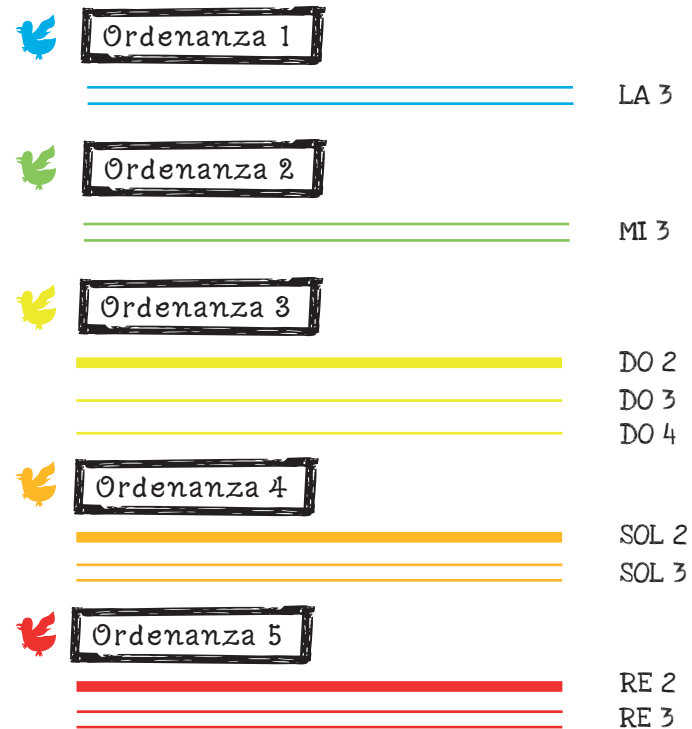 Ordenanza 1
LA 3
Ordenanza 2
MI 3
Ordenanza 3
DO 2
DO 3
DO 4
Ordenanza 4
SOL 2
SOL 3
Ordenanza 5
RE 2
RE 3